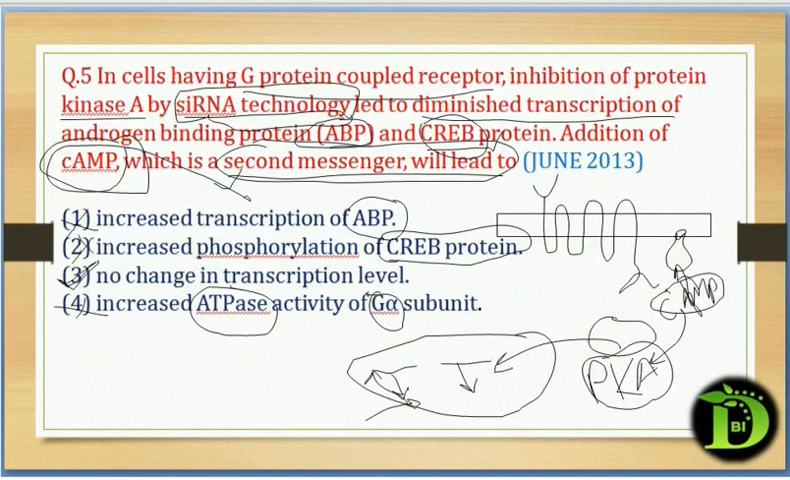 Q.5 In cells having G protein coupled receptor, inhibition of protein
kinase A by siRNA technology led to diminished transcription of
androgen binding protein (ABP) and CREB protein. Addition of
cAMP, which is a second messenger, will lead to (JUNE 2013)
(1) increased transcription of ABP.
(2) increased phosphorylation of CREB protein.
(3) no change in transcription level.
(4) increased ATPase activity of Gα subunit.
cAMP
PKA
D
BI